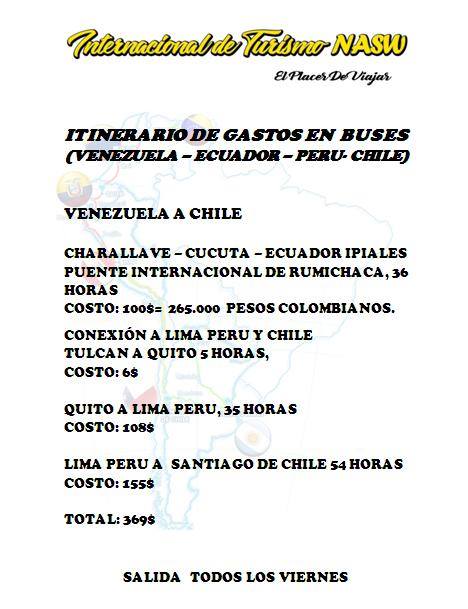 Internacional de Turismo NASW
El Placer De Viajar
ITINERARIO DE GASTOS EN BUSES
(VENEZUELA – ECUADOR – PERU- CHILE)
VENEZUELA A CHILE
CHARALLAVE – CUCUTA – ECUADOR IPIALES
PUENTE INTERNACIONAL DE RUMICHACA, 36
HORAS
COSTO: 100$= 265.000 PESOS COLOMBIANOS.
CONEXIÓN A LIMA PERU Y CHILE
TULCAN A QUITO 5 HORAS,
COSTO: 6$
QUITO A LIMA PERU, 35 HORAS
COSTO: 108$
LIMA PERU A SANTIAGO DE CHILE 54 HORAS
COSTO: 155$
TOTAL: 369$
SALIDA TODOS LOS VIERNES